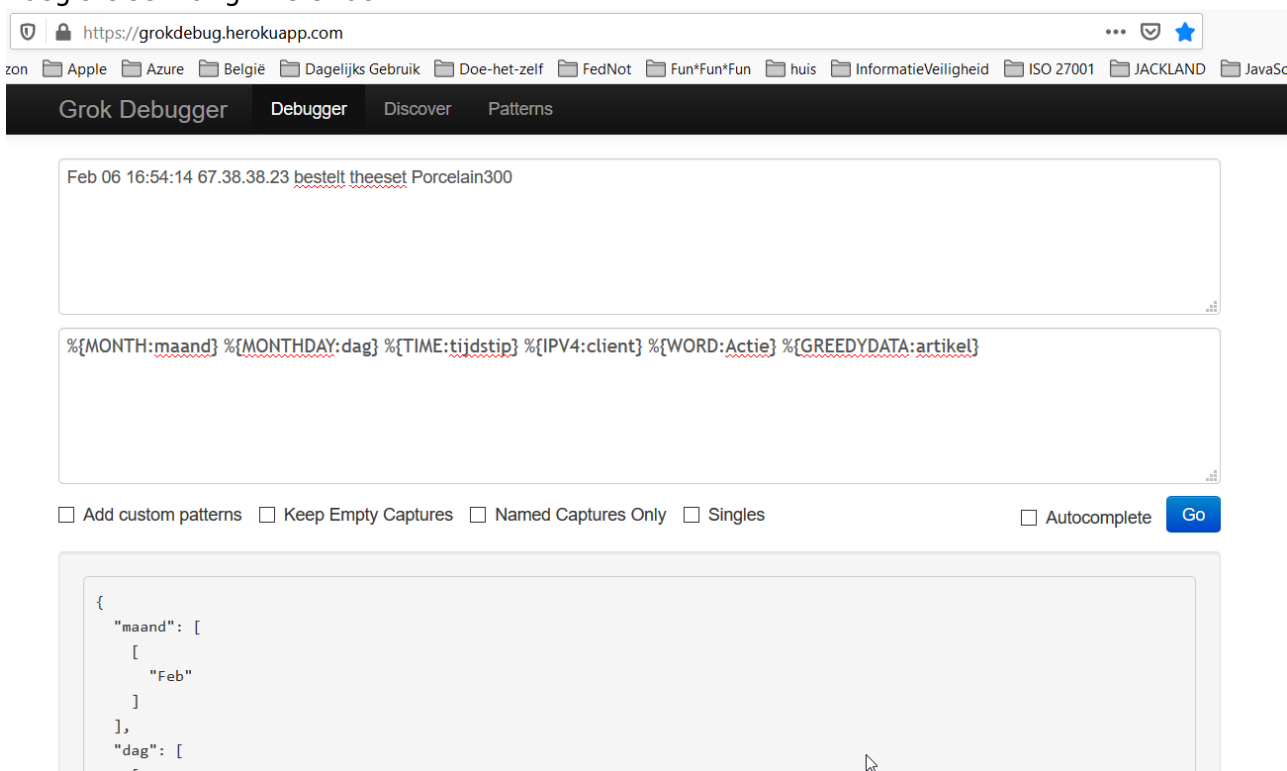 https://grokdebug.herokuapp.com
zon Apple Azure België Dagelijks Gebruik Doe-het-zelf FedNot Fun*Fun*Fun huis InformatieVeiligheid ISO 27001 JACKLAND JavaSc
Grok Debugger Debugger Discover Patterns
Feb 06 16:54:14 67.38.38.23 bestelt theeset Porcelain300
%{MONTH:maand} %{MONTHDAY:dag} %{TIME:tijdstip} %{IPV4:client} %{WORD:Actie} %{GREEDYDATA:artikel}
Add custom patterns Keep Empty Captures Named Captures Only Singles Autocomplete Go
{
"maand": [
[
"Feb"
]
],
"dag": [